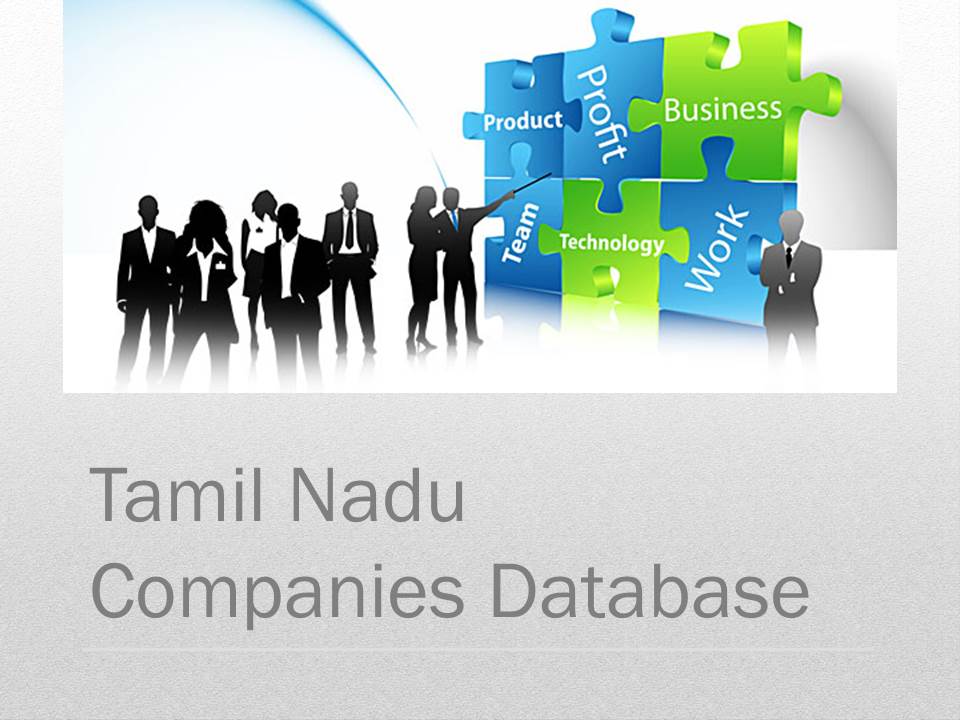 Product
Profit
Business
Team
Technology
Work
Tamil Nadu
Companies Database